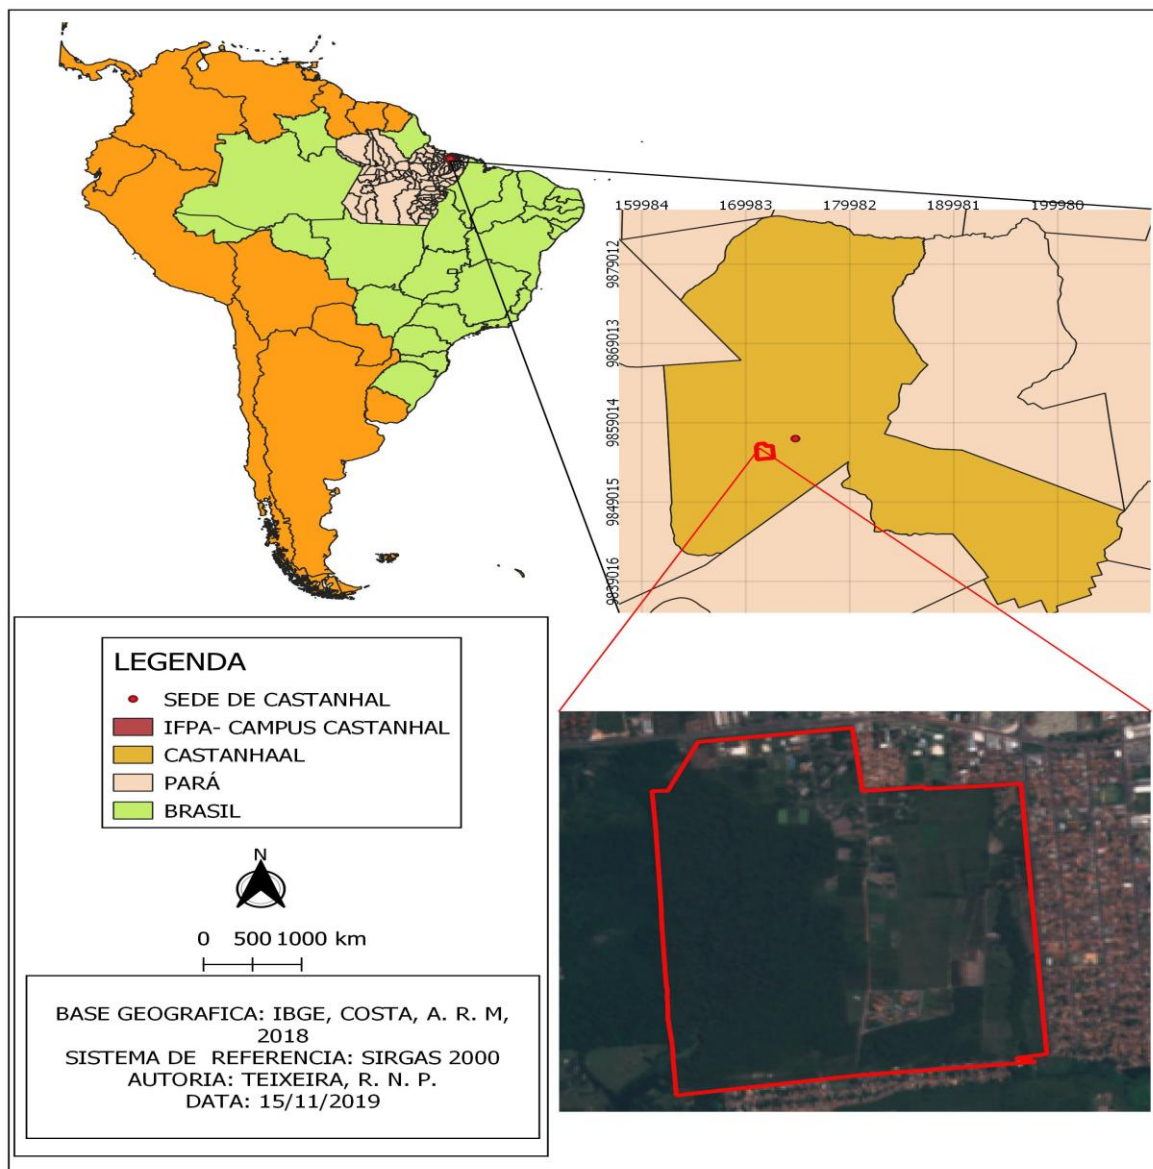 159984 169983 179982 189981 199980
9879012
9869013
9859014
9849015
9839016
LEGENDA
SEDE DE CASTANHAL
IFPA- CAMPUS CASTANHAL
CASTANHAAL
PARÁ
BRASIL
N
0 500 1000 km
BASE GEOGRAFICA: IBGE, COSTA, A. R. M,
2018
SISTEMA DE REFERENCIA: SIRGAS 2000
AUTORIA: TEIXEIRA, R. N. P.
DATA: 15/11/2019